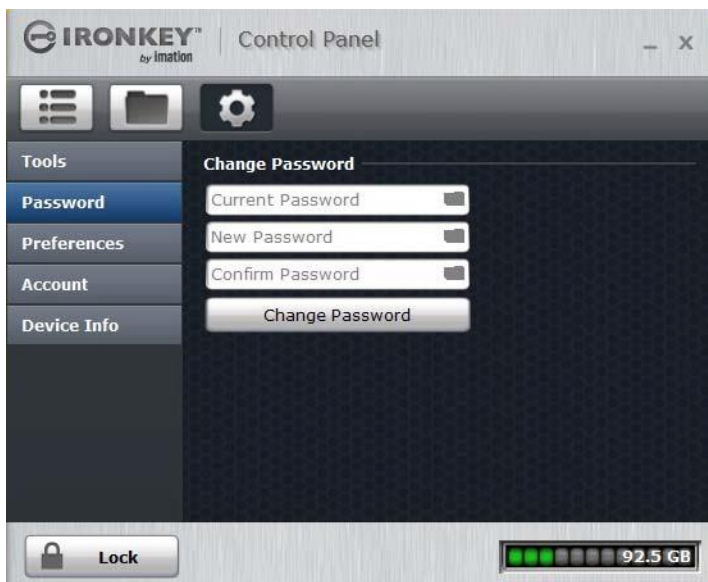 IRONKEY™ Control Panel
by imation
Tools
Password
Preferences
Account
Device Info
Change Password
Current Password
New Password
Confirm Password
Change Password
Lock
92.5 GB